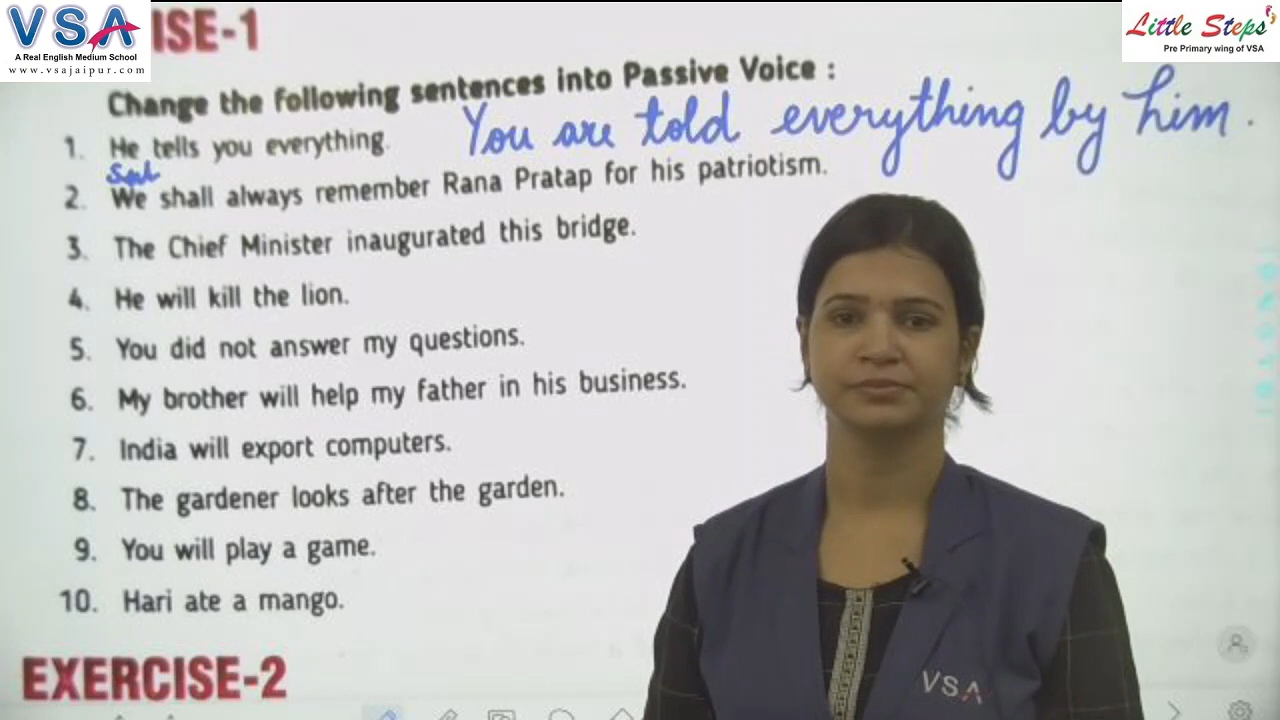 VSA
A Real English Medium School
www.vsajaipur.com
Little Steps
Pre Primary wing of VSA
ISE-1
Change the following sentences into Passive Voice :
1. He tells you everything. You are told everything by him.
Sub
2. We shall always remember Rana Pratap for his patriotism.
3. The Chief Minister inaugurated this bridge.
4. He will kill the lion.
5. You did not answer my questions.
6. My brother will help my father in his business.
7. India will export computers.
8. The gardener looks after the garden.
9. You will play a game.
10. Hari ate a mango.
EXERCISE-2
VSA